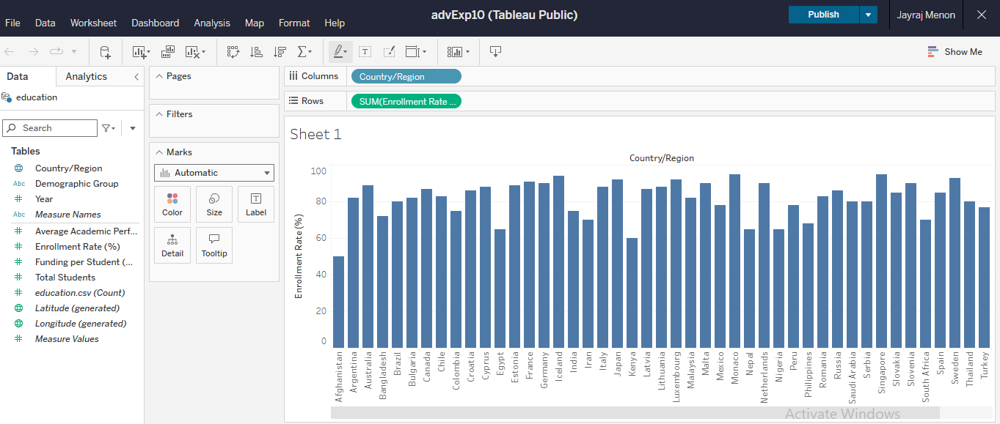 advExp10 (Tableau Public)
Publish
Jayraj Menon
File Data Worksheet Dashboard Analysis Map Format Help
Show Me
Data Analytics
education
Search
Tables
Country/Region
Abc Demographic Group
Year
Abc Measure Names
Average Academic Perf...
Enrollment Rate (%)
Funding per Student (...
Total Students
education.csv (Count)
Latitude (generated)
Longitude (generated)
Measure Values
Pages
Filters
Marks
Automatic
Color Size Label
Detail Tooltip
Columns Country/Region
Rows SUM(Enrollment Rate ...
Sheet 1
Country/Region
Enrollment Rate (%)
100
80
60
40
20
0
Afghanistan
Argentina
Australia
Bangladesh
Brazil
Bulgaria
Canada
Chile
Colombia
Croatia
Cyprus
Egypt
Estonia
France
Germany
Iceland
India
Iran
Italy
Japan
Kenya
Latvia
Lithuania
Luxembourg
Malaysia
Malta
Mexico
Monaco
Nepal
Netherlands
Nigeria
Peru
Philippines
Romania
Russia
Saudi Arabia
Serbia
Singapore
Slovakia
Slovenia
South Africa
Spain
Sweden
Thailand
Turkey
Activate Windows